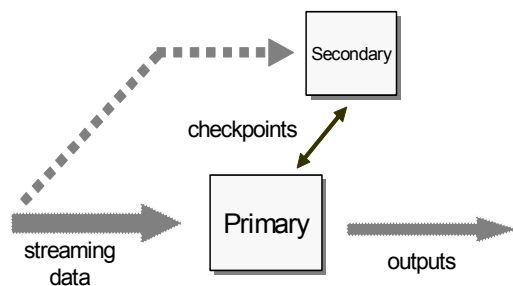 Secondary
checkpoints
Primary
streaming
data
outputs